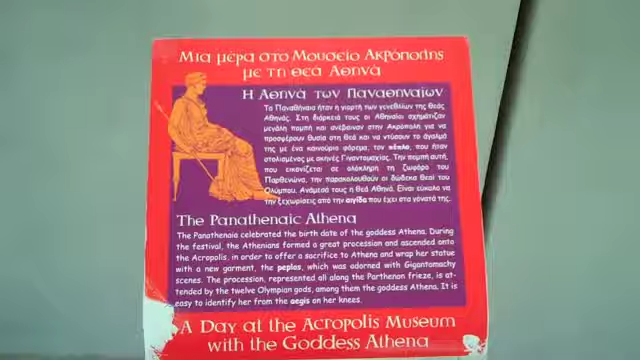 Μια μέρα στο Μουσείο Ακρόπολης
με τη θεά Αθηνά
Η Αθηνά των Παναθηναίων
Τα Παναθήναια ήταν η γιορτή των γενεθλίων της θεάς
Αθηνάς. Στη διάρκειά τους οι Αθηναίοι σχημάτιζαν
μεγάλη πομπή και ανέβαιναν στην Ακρόπολη για να
προσφέρουν θυσία στη θεά και να ντύσουν το άγαλμά
της με ένα καινούριο φόρεμα, τον πέπλο, που ήταν
στολισμένος με σκηνές Γιγαντομαχίας. Την πομπή αυτή,
που εικονίζεται σε ολόκληρη τη ζωφόρο του
Παρθενώνα, την παρακολουθούν οι δώδεκα θεοί του
Ολύμπου. Ανάμεσά τους η θεά Αθηνά. Είναι εύκολο να
την ξεχωρίσεις από την αιγίδα που έχει στα γόνατά της.
The Panathenaic Athena
The Panathenaia celebrated the birth date of the goddess Athena. During
the festival, the Athenians formed a great procession and ascended onto
the Acropolis, in order to offer a sacrifice to Athena and wrap her statue
with a new garment, the peplos, which was adorned with Gigantomachy
scenes. The procession, represented all along the Parthenon frieze, is at-
tended by the twelve Olympian gods, among them the goddess Athena. It is
easy to identify her from the aegis on her knees.
A Day at the Acropolis Museum
with the Goddess Athena